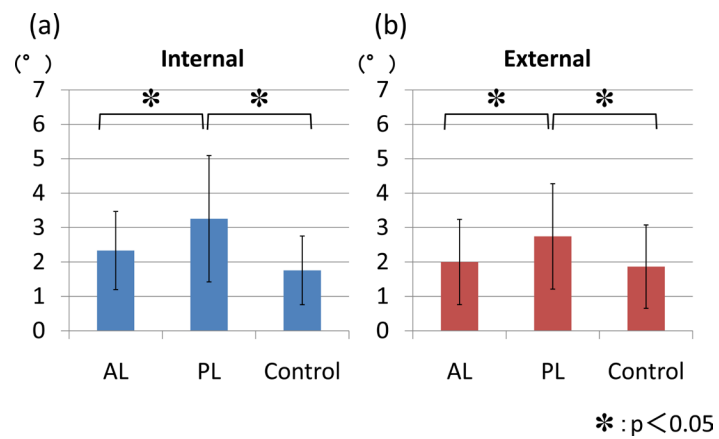 (a)
Internal
(° )
7
6
5
4
3
2
1
0
* *
AL PL Control
(b)
External
(° )
7
6
5
4
3
2
1
0
* *
AL PL Control
*:p<0.05